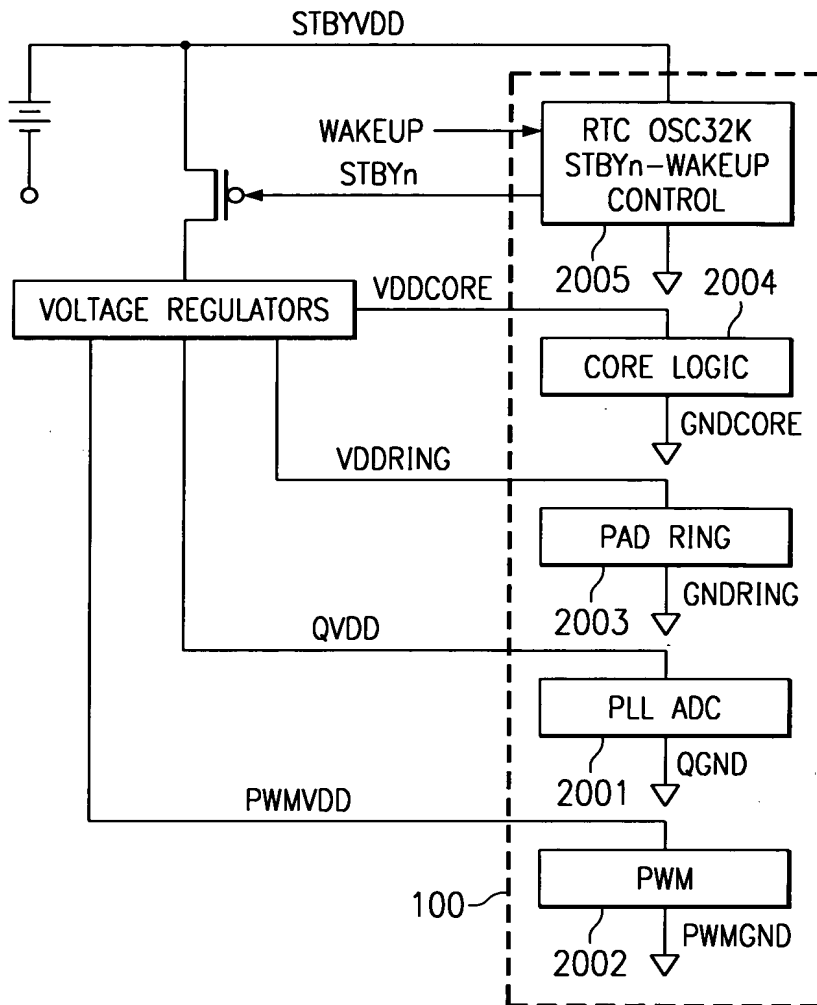 STBYVDD
WAKEUP
STBYn
RTC OSC32K
STBYn-WAKEUP
CONTROL
2005
VOLTAGE REGULATORS
VDDCORE
2004
CORE LOGIC
GNDCORE
VDDRING
PAD RING
2003
GNDRING
QVDD
PLL ADC
2001
QGND
PWMVDD
PWM
100
2002
PWMGND